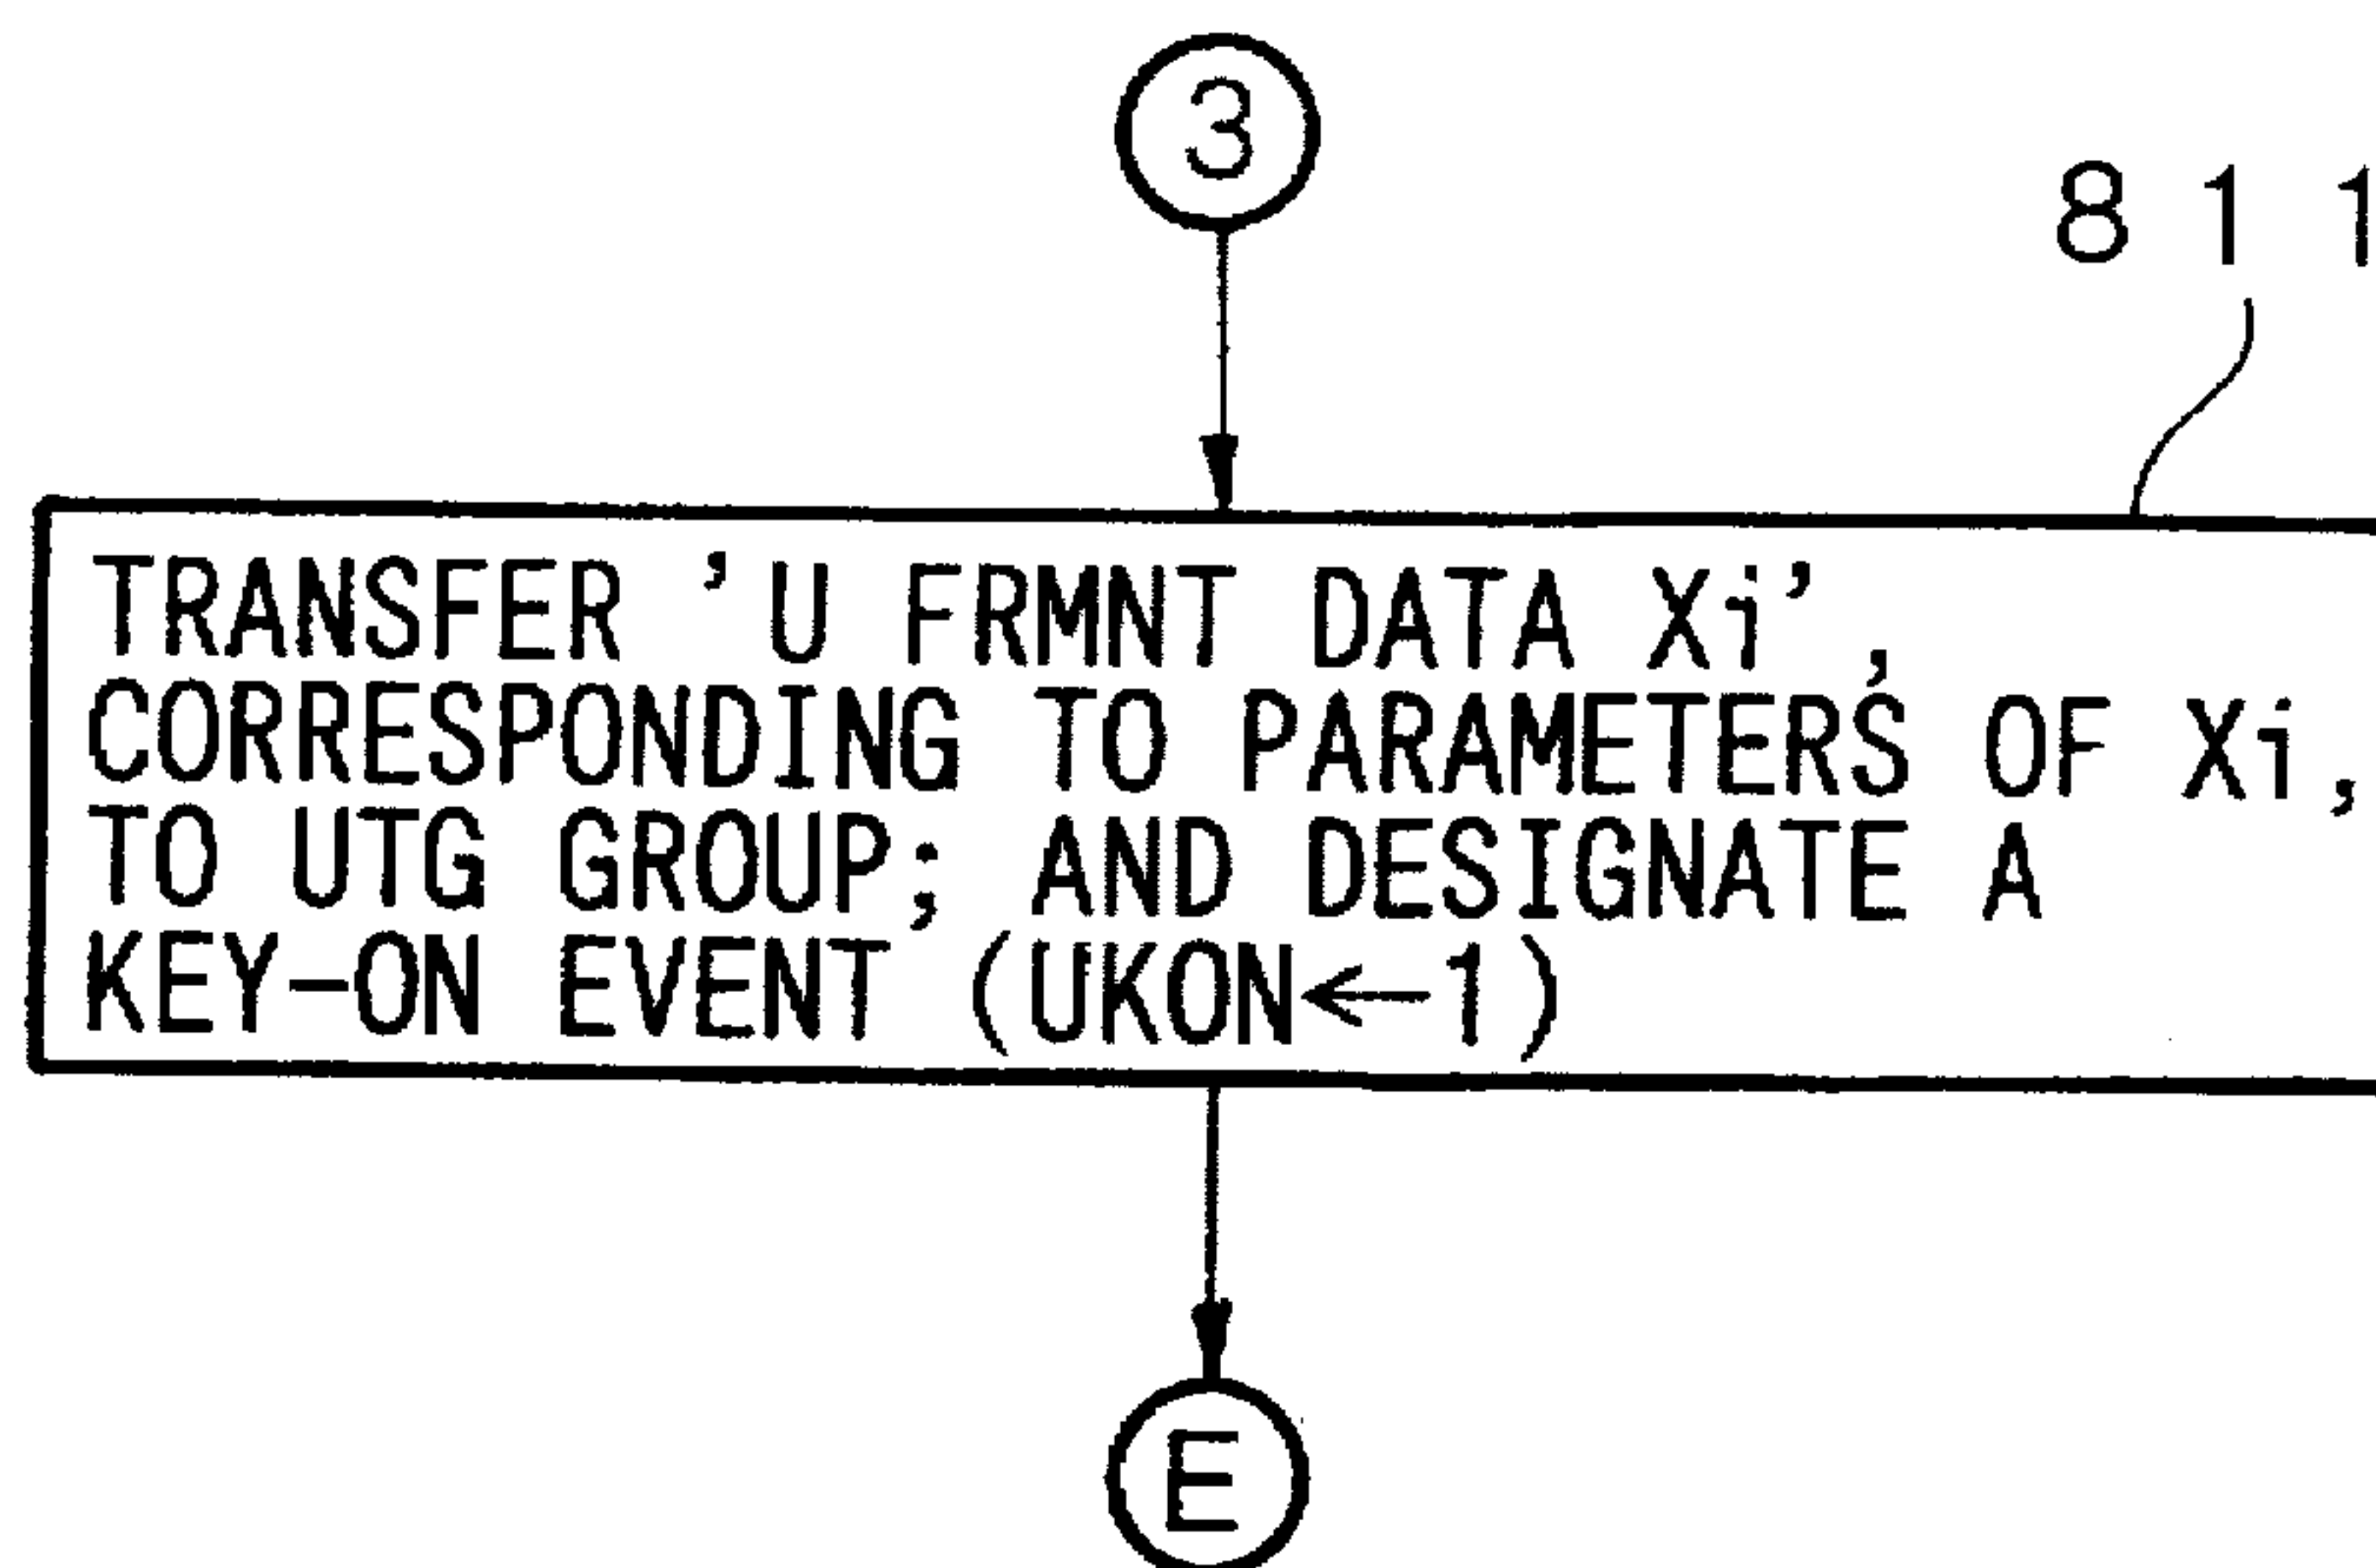 3
811
TRANSFER 'U FRMNT DATA Xi',
CORRESPONDING TO PARAMETERS OF Xi,
TO UTG GROUP; AND DESIGNATE A
KEY-ON EVENT (UKON←1)
E